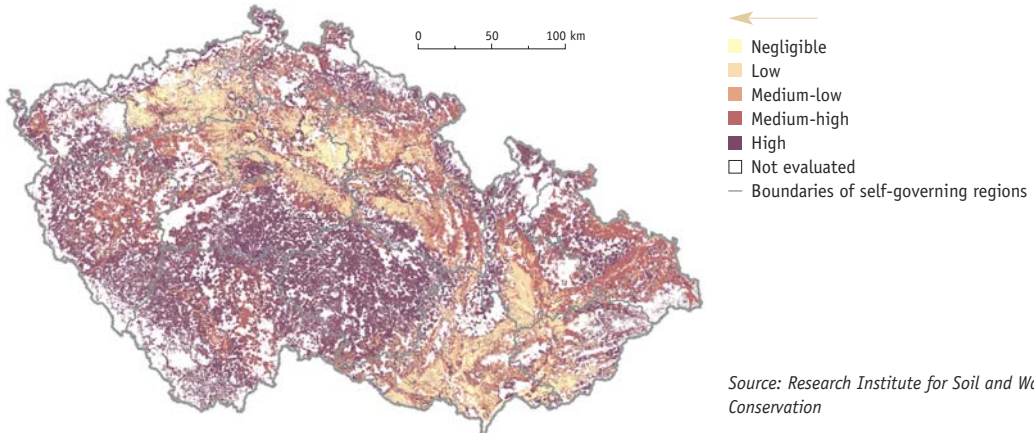 0 50 100 km
Negligible
Low
Medium-low
Medium-high
High
Not evaluated
Boundaries of self-governing regions
Source: Research Institute for Soil and
Conservation